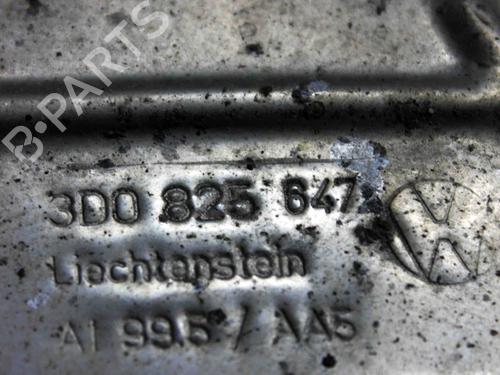 B-PARTS
3D0 825 647
Liechtenstein
Al 99.5 / AA5